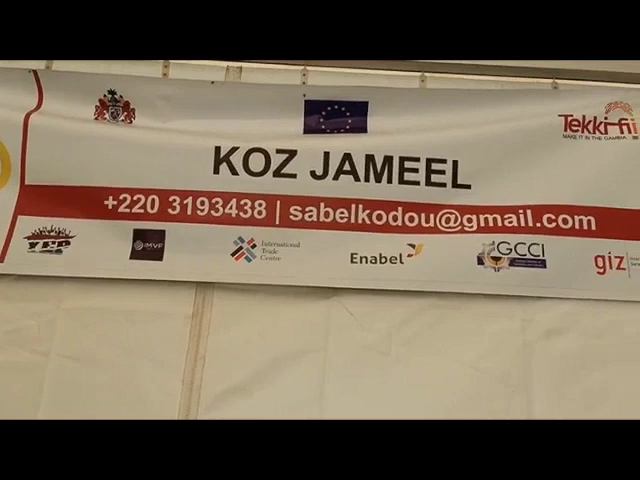 Tekki fii
MAKE IT IN THE GAMBIA
KOZ JAMEEL
+220 3193438 | sabelkodou@gmail.com
YEP
IMVF
International
Trade
Centre
Enabel
GCCI
giz